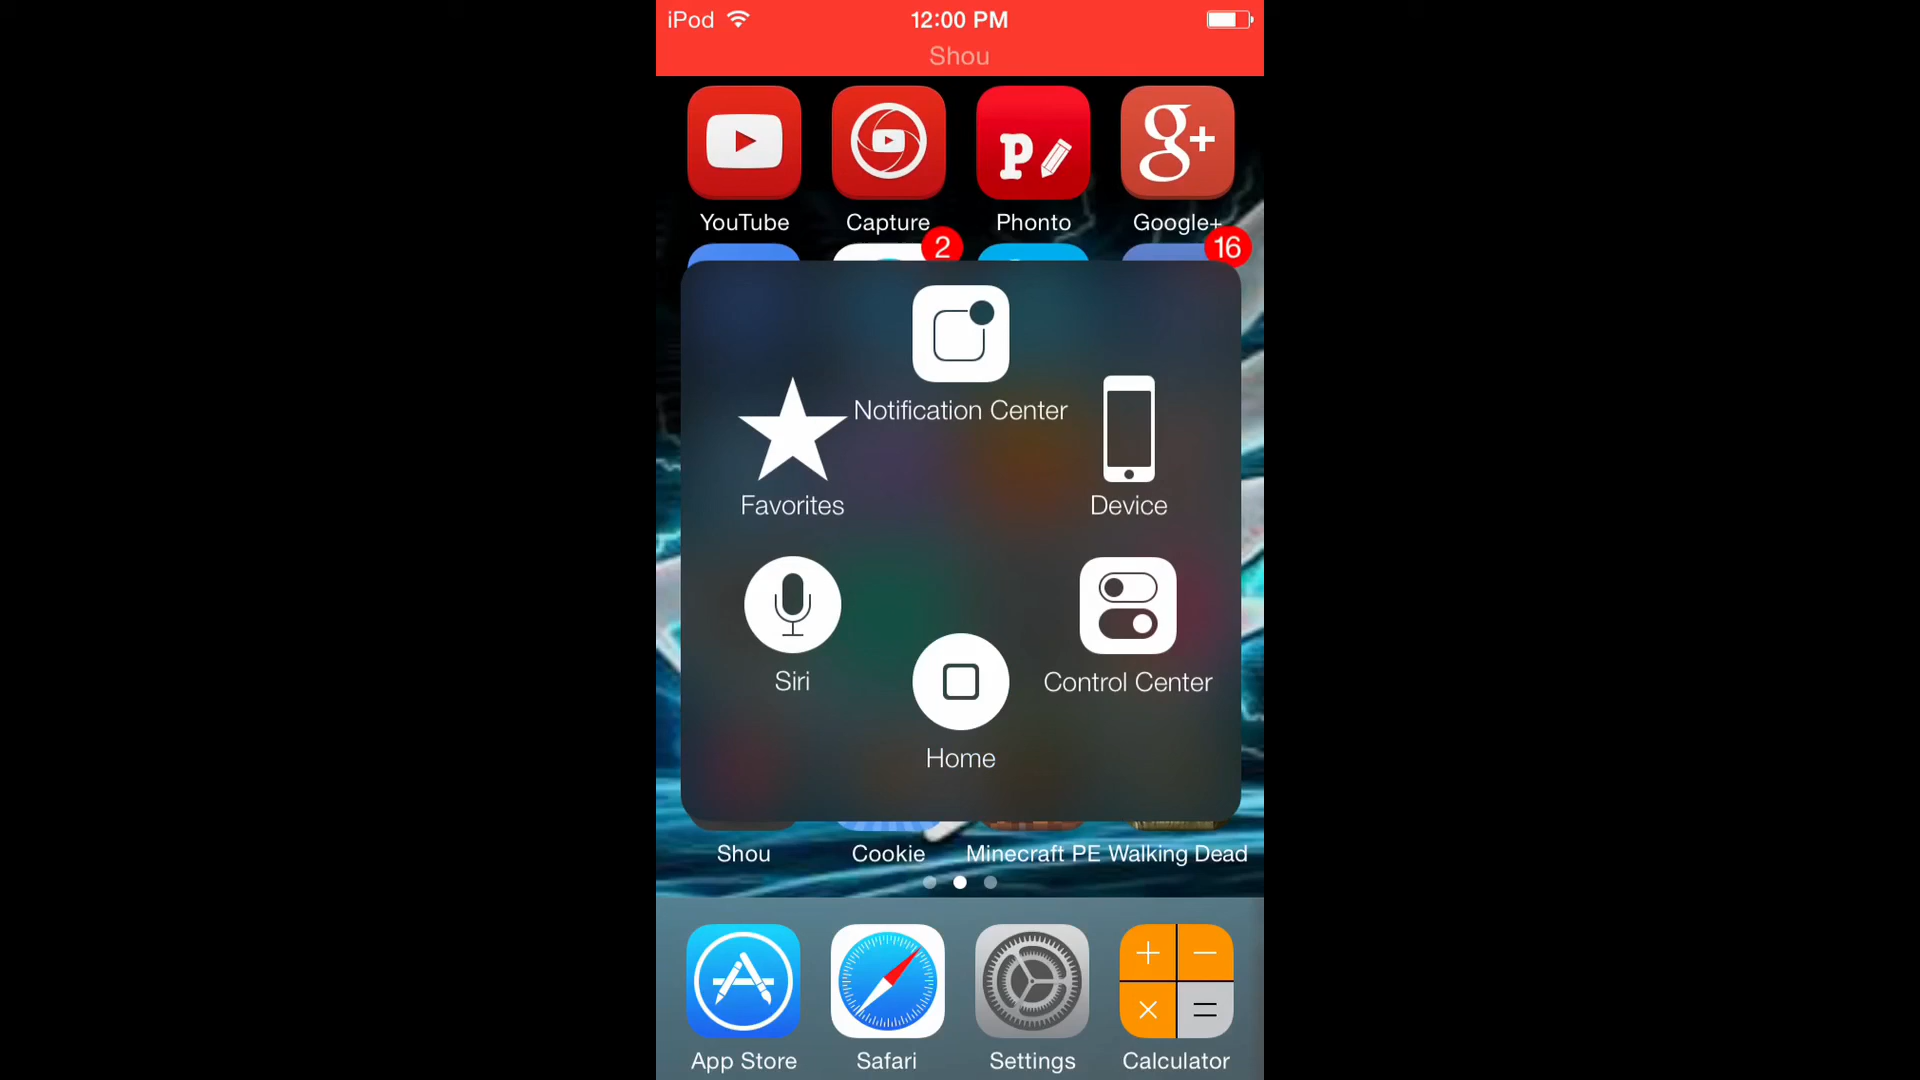 iPod 12:00 PM
Shou
P g+
YouTube Capture Phonto Google+
2 16
Notification Center
Favorites Device
Siri Control Center
Home
Shou Cookie Minecraft PE Walking Dead
+ −
× =
App Store Safari Settings Calculator